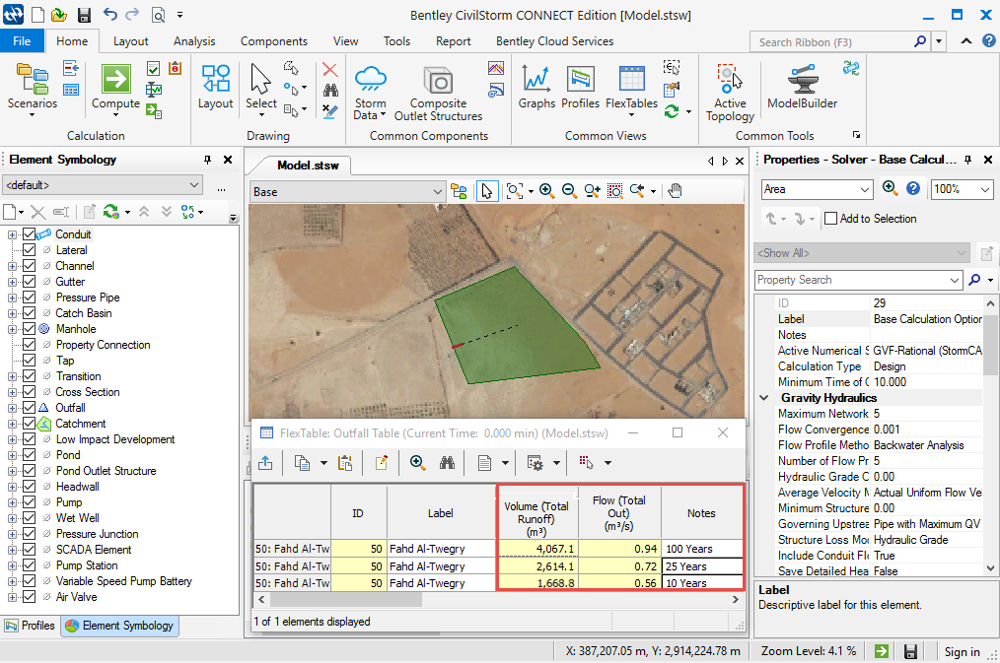 Bentley CivilStorm CONNECT Edition [Model.stsw]
File Home Layout Analysis Components View Tools Report Bentley Cloud Services Search Ribbon (F3)
Scenarios Compute Layout Select Storm Data Composite Outlet Structures Graphs Profiles FlexTables Active Topology ModelBuilder
Calculation Drawing Common Components Common Views Common Tools
Element Symbology
<default>
...
Conduit
Lateral
Channel
Gutter
Pressure Pipe
Catch Basin
Manhole
Property Connection
Tap
Transition
Cross Section
Outfall
Catchment
Low Impact Development
Pond
Pond Outlet Structure
Headwall
Pump
Wet Well
Pressure Junction
SCADA Element
Pump Station
Variable Speed Pump Battery
Air Valve
Profiles Element Symbology
Model.stsw
Base
FlexTable: Outfall Table (Current Time: 0.000 min) (Model.stsw)
ID Label Volume (Total Runoff) (m³) Flow (Total Out) (m³/s) Notes
50: Fahd Al-Tw 50 Fahd Al-Twegry 4,067.1 0.94 100 Years
50: Fahd Al-Tw 50 Fahd Al-Twegry 2,614.1 0.72 25 Years
50: Fahd Al-Tw 50 Fahd Al-Twegry 1,668.8 0.56 10 Years
1 of 1 elements displayed
Properties - Solver - Base Calcul...
Area 100%
Add to Selection
<Show All>
Property Search
ID 29
Label Base Calculation Option
Notes
Active Numerical S GVF-Rational (StormCA
Calculation Type Design
Minimum Time of C 10.000
Gravity Hydraulics
Maximum Network 5
Flow Convergence 0.001
Flow Profile Metho Backwater Analysis
Number of Flow Pr 5
Hydraulic Grade C 0.00
Average Velocity M Actual Uniform Flow Ve
Minimum Structure 0.00
Governing Upstrea Pipe with Maximum QV
Structure Loss Mo Hydraulic Grade
Include Conduit Fl True
Save Detailed Hea False
Label
Descriptive label for this element.
X: 387,207.05 m, Y: 2,914,224.78 m Zoom Level: 4.1 % Sign in